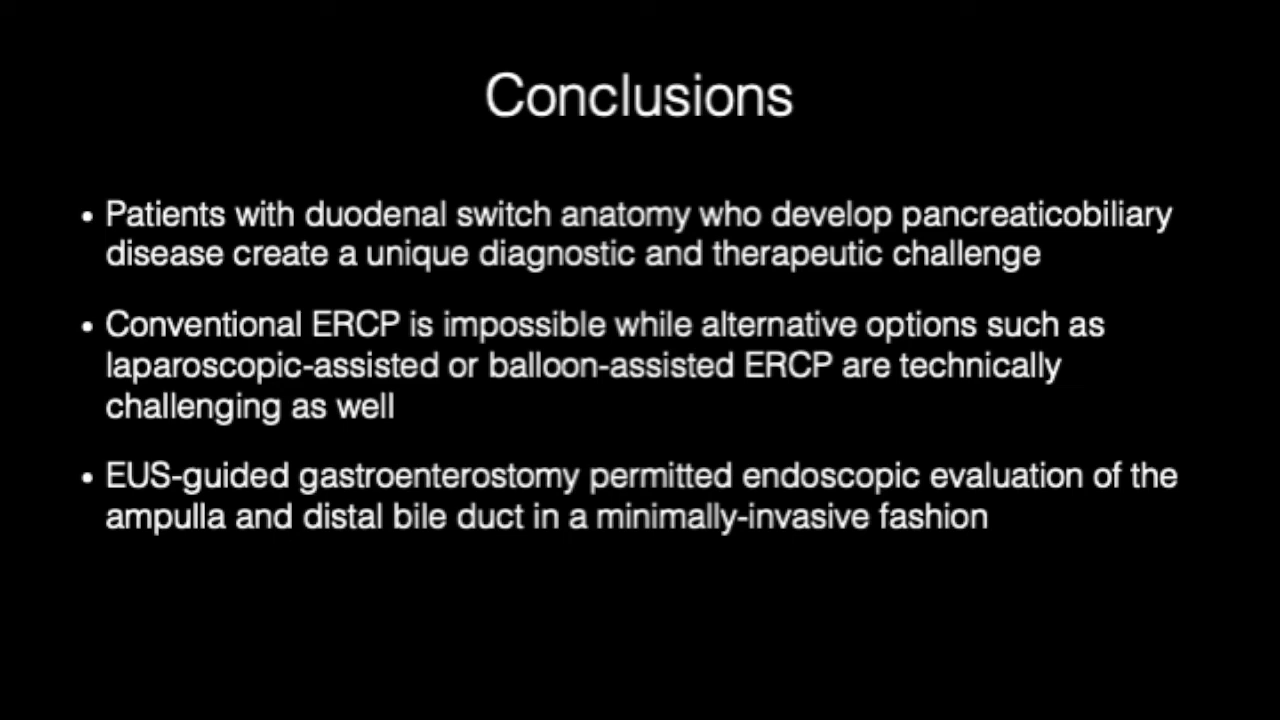 Conclusions
• Patients with duodenal switch anatomy who develop pancreaticobiliary
disease create a unique diagnostic and therapeutic challenge
• Conventional ERCP is impossible while alternative options such as
laparoscopic-assisted or balloon-assisted ERCP are technically
challenging as well
• EUS-guided gastroenterostomy permitted endoscopic evaluation of the
ampulla and distal bile duct in a minimally-invasive fashion